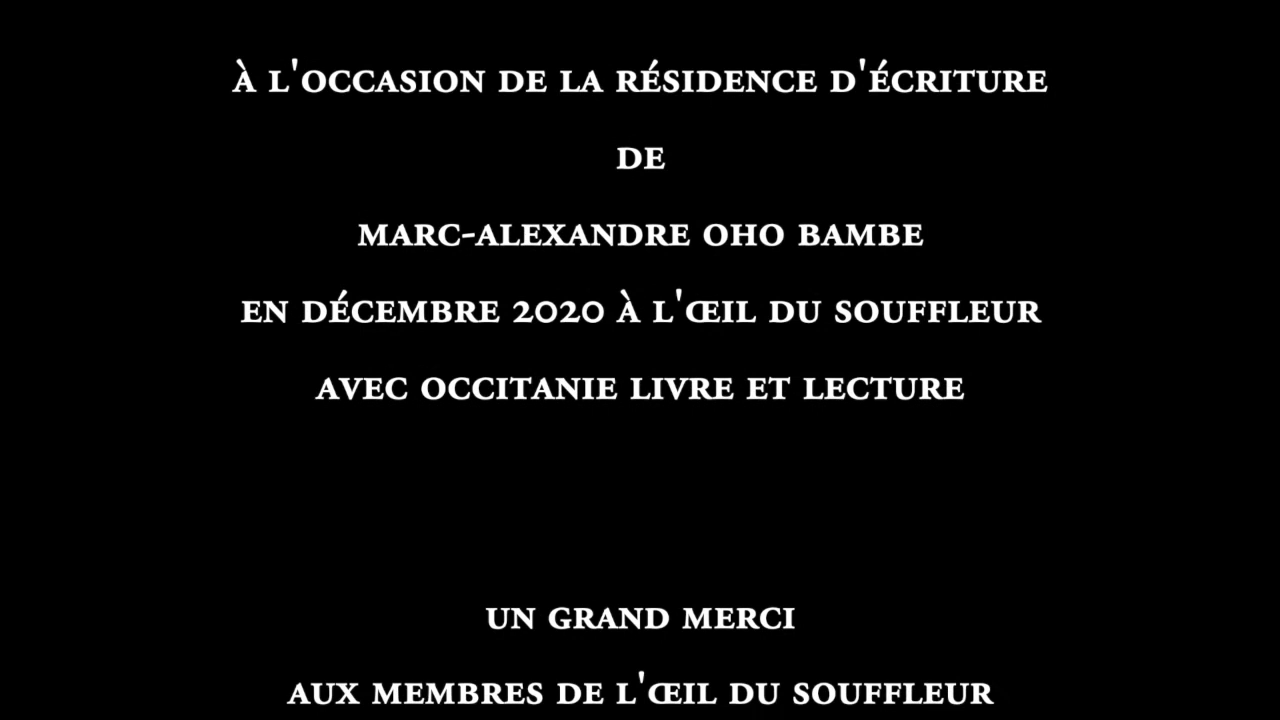 à l'occasion de la résidence d'écriture
de
marc-alexandre oho bambe
en décembre 2020 à l'œil du souffleur
avec occitanie livre et lecture
un grand merci
aux membres de l'œil du souffleur